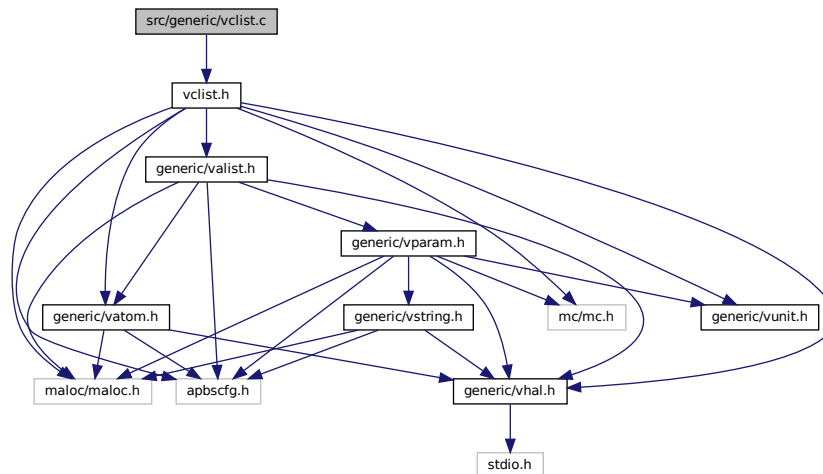 src/generic/vclist.c
vclist.h
generic/valist.h
generic/vparam.h
generic/vatom.h
generic/vstring.h
mc/mc.h
generic/vunit.h
maloc/maloc.h
apbscfg.h
generic/vhal.h
stdio.h